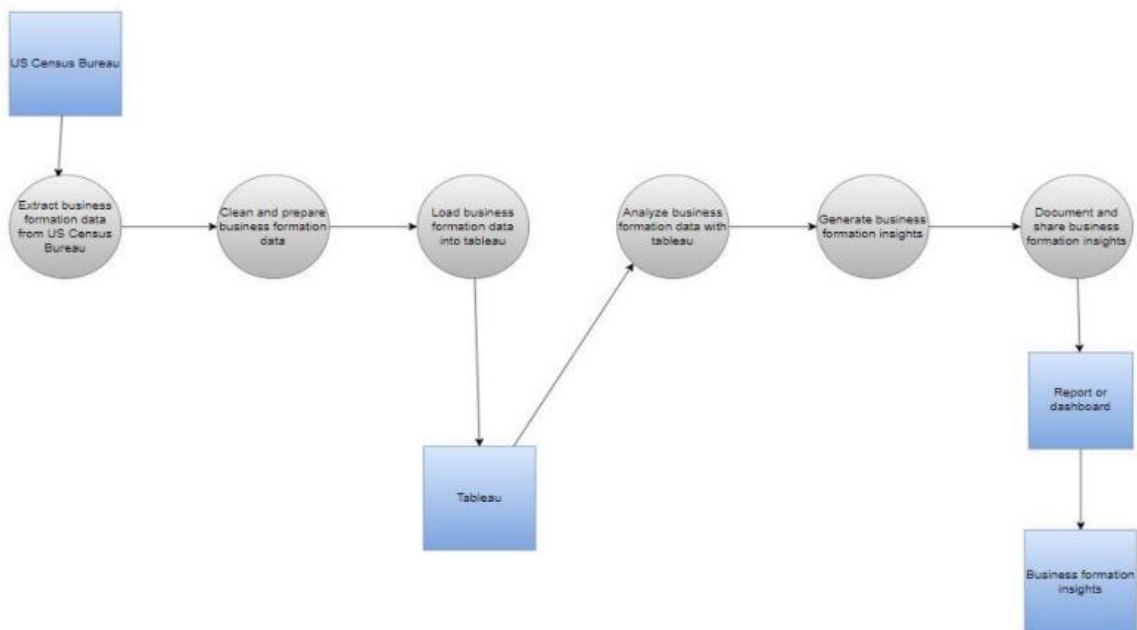 US Census Bureau
Extract business
formation data
from US Census
Bureau
Clean and prepare
business formation
data
Load business
formation data
into tableau
Analyze business
formation data with
tableau
Generate business
formation insights
Document and
share business
formation insights
Tableau
Report or
dashboard
Business formation
insights